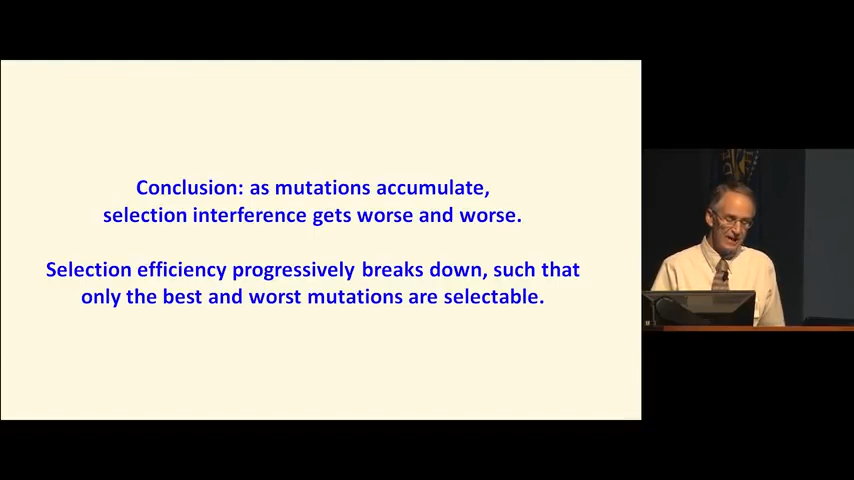 Conclusion: as mutations accumulate,
selection interference gets worse and worse.
Selection efficiency progressively breaks down, such that
only the best and worst mutations are selectable.